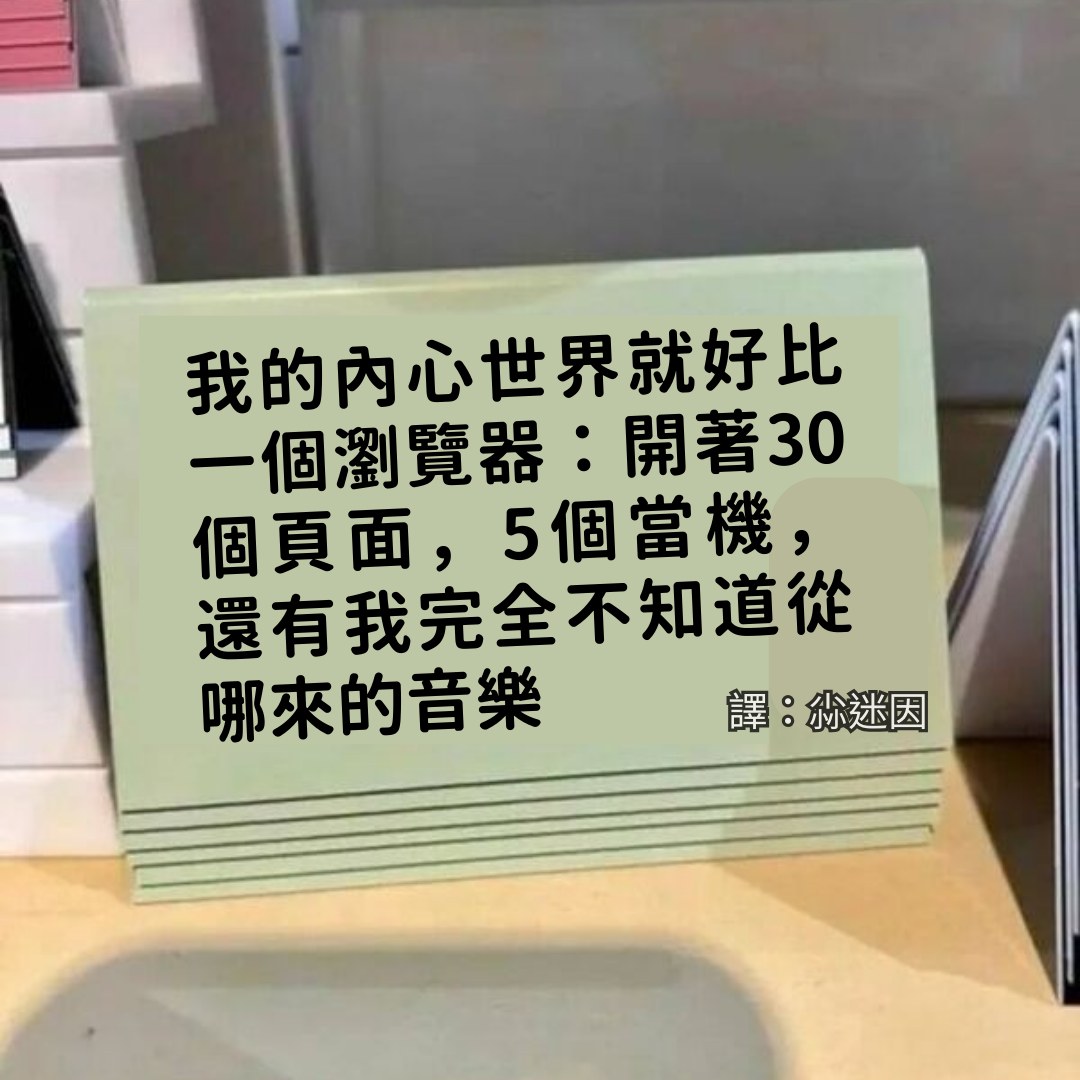 我的內心世界就好比
一個瀏覽器：開著30
個頁面，5個當機，
還有我完全不知道從
哪來的音樂
譯：尛迷因